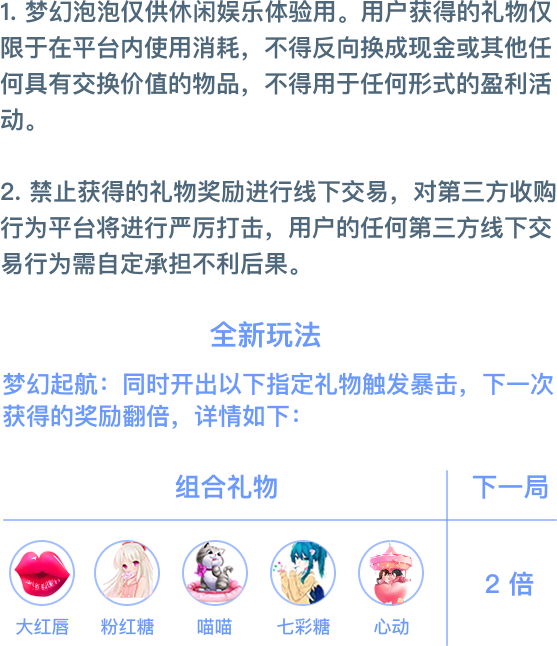 1. 梦幻泡泡仅供休闲娱乐体验用。用户获得的礼物仅
限于在平台内使用消耗，不得反向换成现金或其他任
何具有交换价值的物品，不得用于任何形式的盈利活
动。
2. 禁止获得的礼物奖励进行线下交易，对第三方收购
行为平台将进行严厉打击，用户的任何第三方线下交
易行为需自定承担不利后果。
全新玩法
梦幻起航：同时开出以下指定礼物触发暴击，下一次
获得的奖励翻倍，详情如下：
组合礼物 下一局
大红唇 粉红糖 喵喵 七彩糖 心动 2 倍